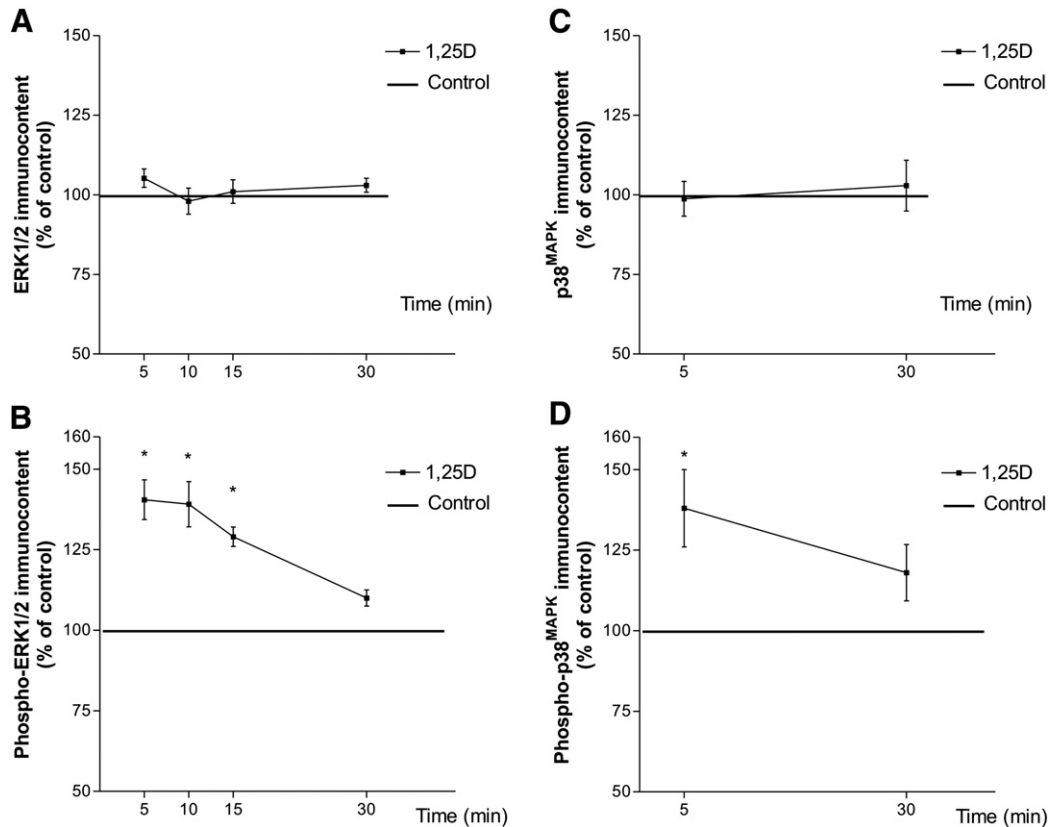 A
ERK1/2 immunocontent
(% of control)
150
125
100
75
50
1,25D
Control
Time (min)
5 10 15 30
C
p38MAPK immunocontent
(% of control)
150
125
100
75
50
1,25D
Control
Time (min)
5 30
B
Phospho-ERK1/2 immunocontent
(% of control)
160
150
125
100
75
50
* * *
1,25D
Control
5 10 15 30 Time (min)
D
Phospho-p38MAPK immunocontent
(% of control)
160
150
125
100
75
50
*
1,25D
Control
5 30 Time (min)